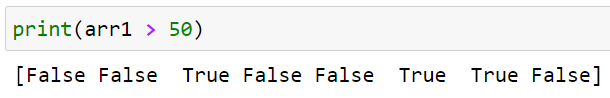 print(arr1 > 50)
[False False  True False False  True  True False]